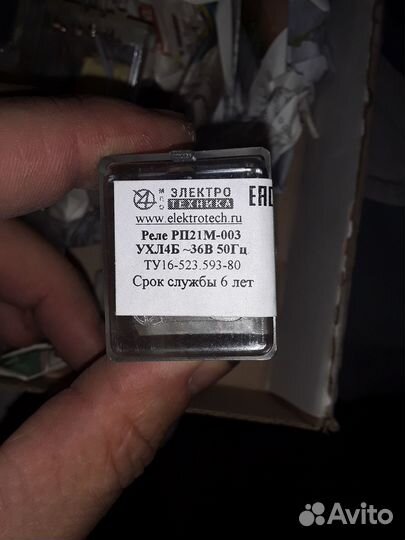 МПО ЭЛЕКТРО
ТЕХНИКА
EAC
www.elektrotech.ru
Реле РП21М-003
УХЛ4Б ~36В 50Гц
ТУ16-523.593-80
Срок службы 6 лет
Avito